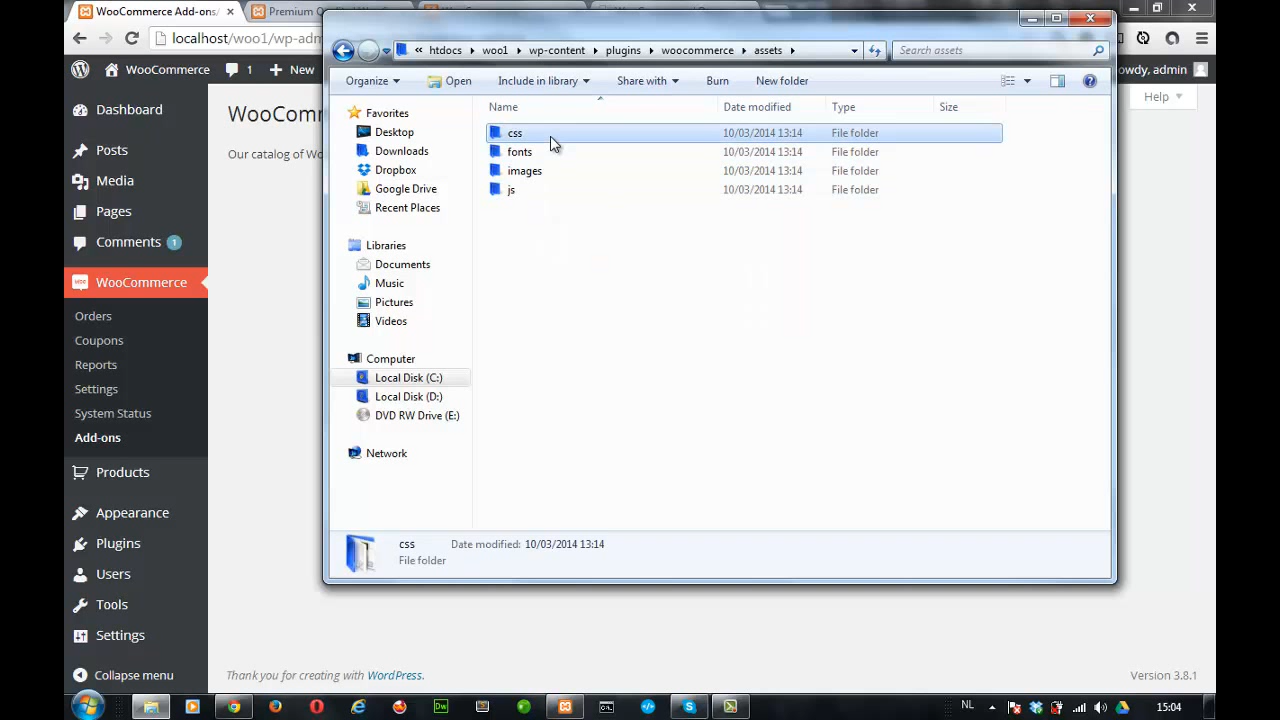 WooCommerce Add-ons
Premium
localhost/woo1/wp-adm
htdocs woo1 wp-content plugins woocommerce assets
Search assets
WooCommerce 1 New
owdy, admin
Organize Open Include in library Share with Burn New folder
Help
Name Date modified Type Size
css 10/03/2014 13:14 File folder
fonts 10/03/2014 13:14 File folder
images 10/03/2014 13:14 File folder
js 10/03/2014 13:14 File folder
Favorites
Desktop
Downloads
Dropbox
Google Drive
Recent Places
Libraries
Documents
Music
Pictures
Videos
Computer
Local Disk (C:)
Local Disk (D:)
DVD RW Drive (E:)
Network
css Date modified: 10/03/2014 13:14
File folder
Dashboard
Posts
Media
Pages
Comments 1
WooCommerce
Orders
Coupons
Reports
Settings
System Status
Add-ons
Products
Appearance
Plugins
Users
Tools
Settings
Collapse menu
WooComm
Our catalog of Wo
Thank you for creating with WordPress.
Version 3.8.1
NL 15:04